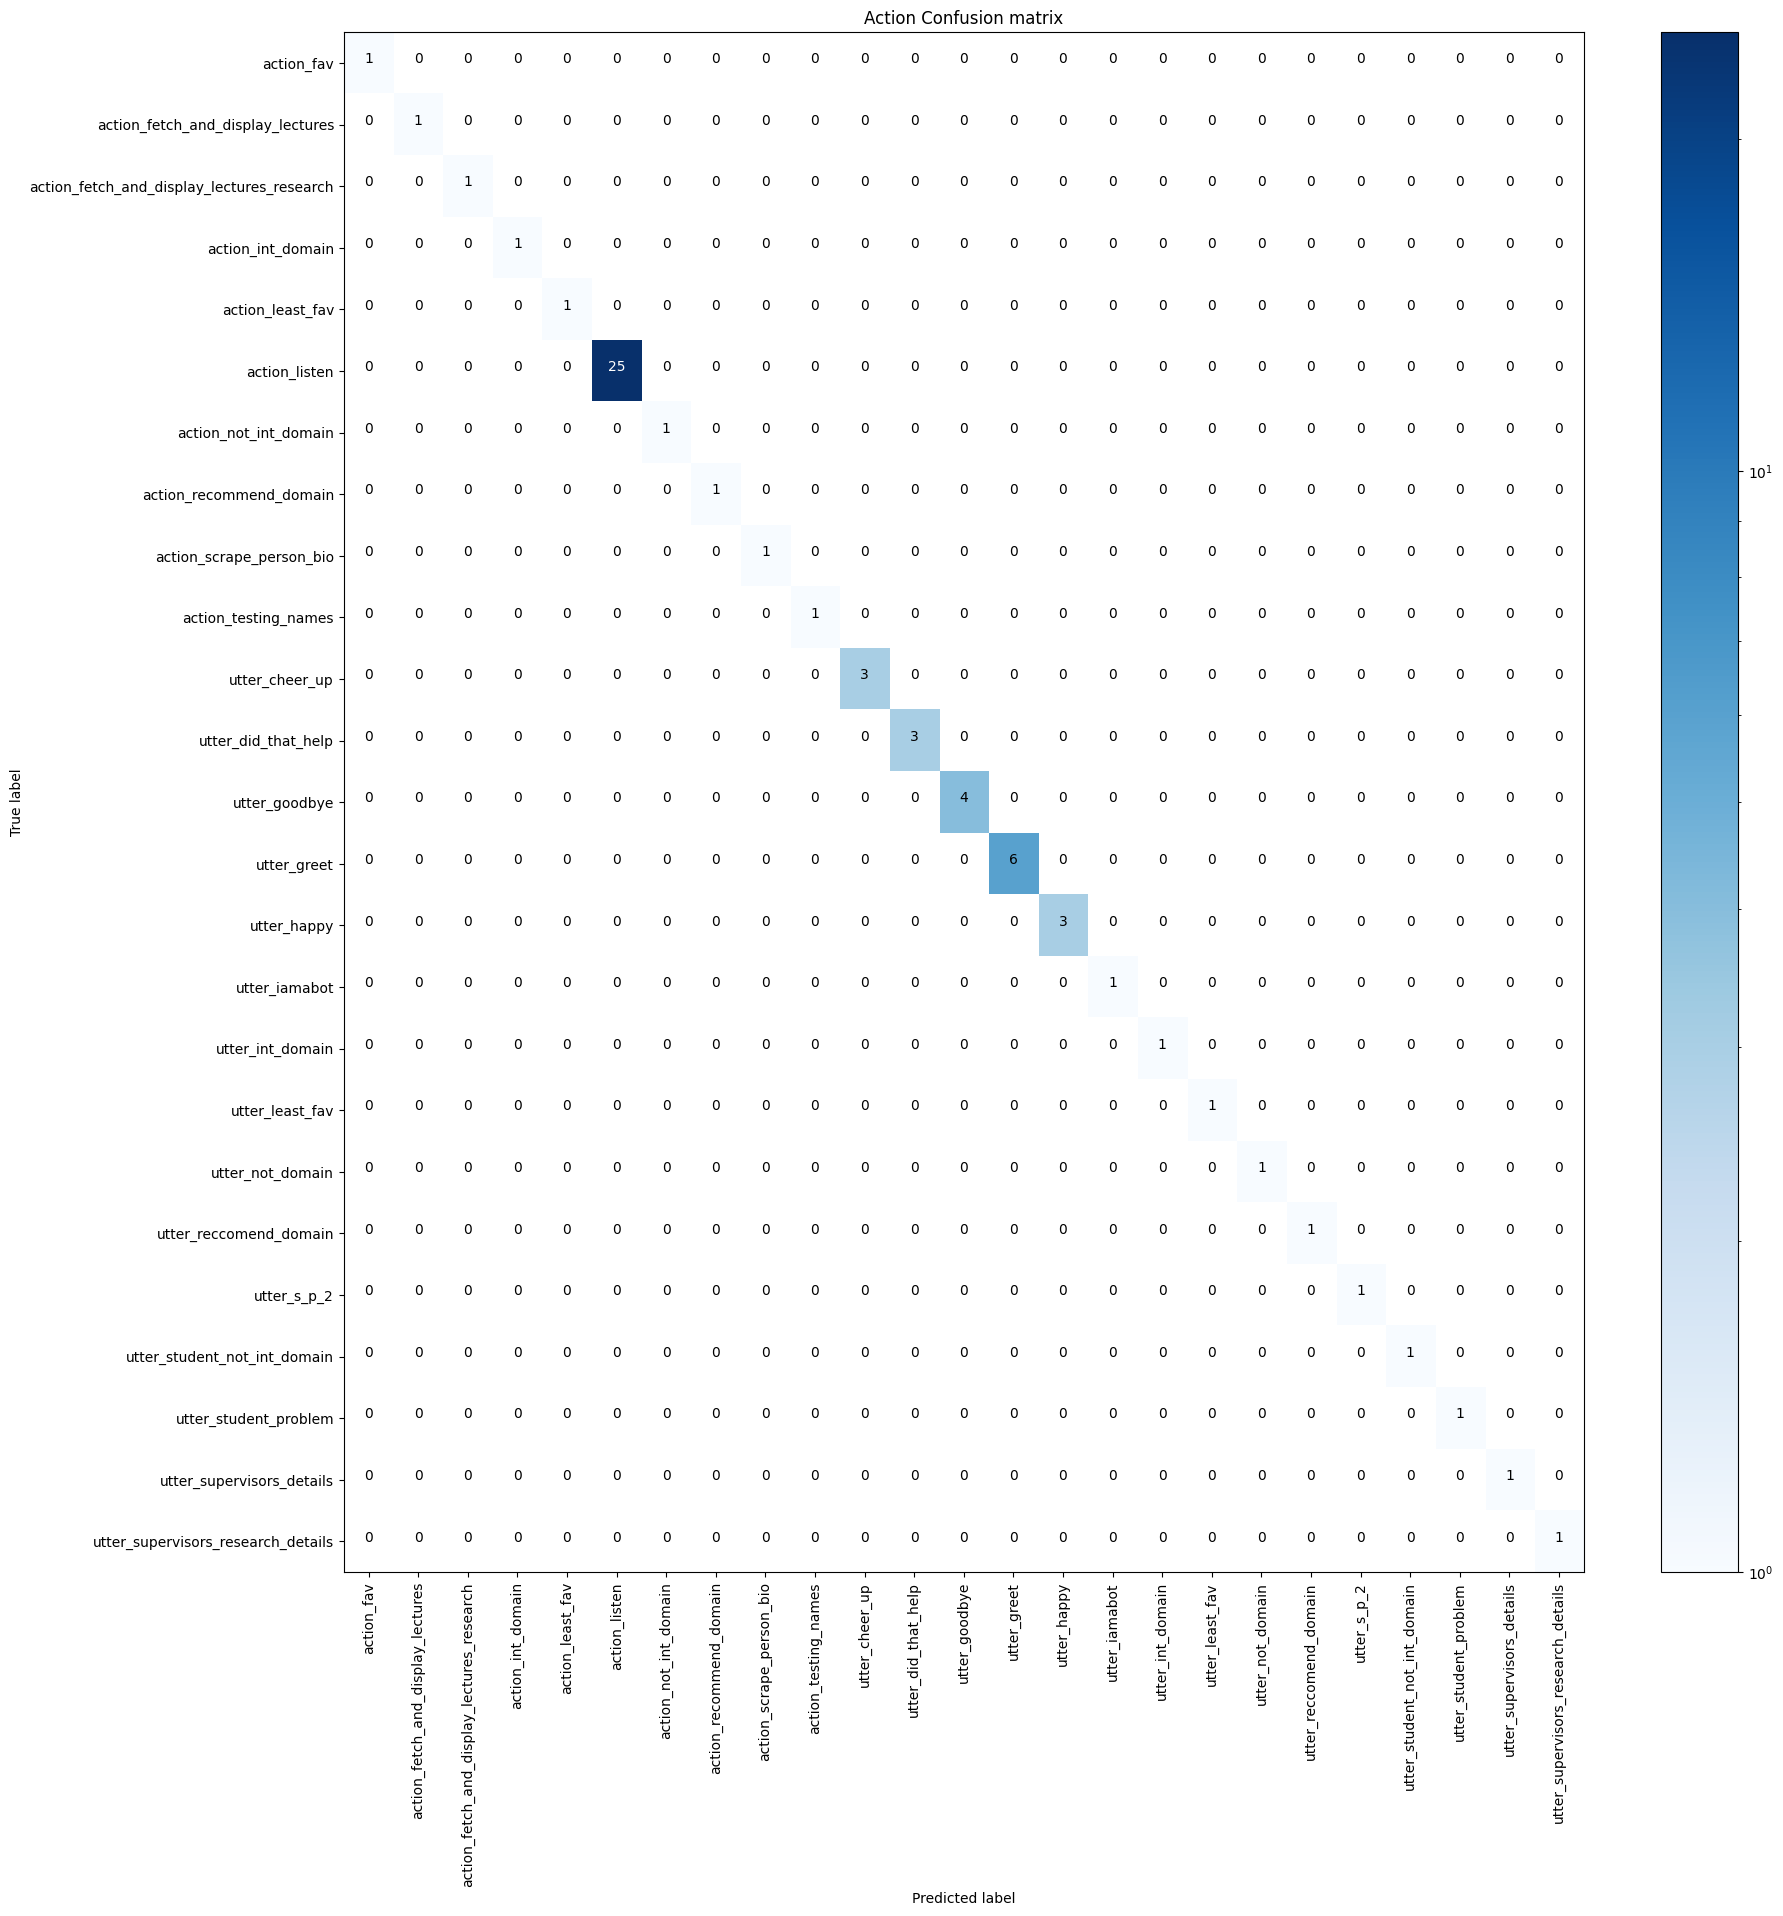 Action Confusion matrix
action_fav 1 0 0 0 0 0 0 0 0 0 0 0 0 0 0 0 0 0 0 0 0 0 0 0 0
action_fetch_and_display_lectures 0 1 0 0 0 0 0 0 0 0 0 0 0 0 0 0 0 0 0 0 0 0 0 0 0
action_fetch_and_display_lectures_research 0 0 1 0 0 0 0 0 0 0 0 0 0 0 0 0 0 0 0 0 0 0 0 0 0
action_int_domain 0 0 0 1 0 0 0 0 0 0 0 0 0 0 0 0 0 0 0 0 0 0 0 0 0
action_least_fav 0 0 0 0 1 0 0 0 0 0 0 0 0 0 0 0 0 0 0 0 0 0 0 0 0
action_listen 0 0 0 0 0 25 0 0 0 0 0 0 0 0 0 0 0 0 0 0 0 0 0 0 0
action_not_int_domain 0 0 0 0 0 0 1 0 0 0 0 0 0 0 0 0 0 0 0 0 0 0 0 0 0
action_recommend_domain 0 0 0 0 0 0 0 1 0 0 0 0 0 0 0 0 0 0 0 0 0 0 0 0 0
action_scrape_person_bio 0 0 0 0 0 0 0 0 1 0 0 0 0 0 0 0 0 0 0 0 0 0 0 0 0
action_testing_names 0 0 0 0 0 0 0 0 0 1 0 0 0 0 0 0 0 0 0 0 0 0 0 0 0
utter_cheer_up 0 0 0 0 0 0 0 0 0 0 3 0 0 0 0 0 0 0 0 0 0 0 0 0 0
utter_did_that_help 0 0 0 0 0 0 0 0 0 0 0 3 0 0 0 0 0 0 0 0 0 0 0 0 0
utter_goodbye 0 0 0 0 0 0 0 0 0 0 0 0 4 0 0 0 0 0 0 0 0 0 0 0 0
utter_greet 0 0 0 0 0 0 0 0 0 0 0 0 0 6 0 0 0 0 0 0 0 0 0 0 0
utter_happy 0 0 0 0 0 0 0 0 0 0 0 0 0 0 3 0 0 0 0 0 0 0 0 0 0
utter_iamabot 0 0 0 0 0 0 0 0 0 0 0 0 0 0 0 1 0 0 0 0 0 0 0 0 0
utter_int_domain 0 0 0 0 0 0 0 0 0 0 0 0 0 0 0 0 1 0 0 0 0 0 0 0 0
utter_least_fav 0 0 0 0 0 0 0 0 0 0 0 0 0 0 0 0 0 1 0 0 0 0 0 0 0
utter_not_domain 0 0 0 0 0 0 0 0 0 0 0 0 0 0 0 0 0 0 1 0 0 0 0 0 0
utter_reccomend_domain 0 0 0 0 0 0 0 0 0 0 0 0 0 0 0 0 0 0 0 1 0 0 0 0 0
utter_s_p_2 0 0 0 0 0 0 0 0 0 0 0 0 0 0 0 0 0 0 0 0 1 0 0 0 0
utter_student_not_int_domain 0 0 0 0 0 0 0 0 0 0 0 0 0 0 0 0 0 0 0 0 0 1 0 0 0
utter_student_problem 0 0 0 0 0 0 0 0 0 0 0 0 0 0 0 0 0 0 0 0 0 0 1 0 0
utter_supervisors_details 0 0 0 0 0 0 0 0 0 0 0 0 0 0 0 0 0 0 0 0 0 0 0 1 0
utter_supervisors_research_details 0 0 0 0 0 0 0 0 0 0 0 0 0 0 0 0 0 0 0 0 0 0 0 0 1
True label
action_fav
action_fetch_and_display_lectures
action_fetch_and_display_lectures_research
action_int_domain
action_least_fav
action_listen
action_not_int_domain
action_recommend_domain
action_scrape_person_bio
action_testing_names
utter_cheer_up
utter_did_that_help
utter_goodbye
utter_greet
utter_happy
utter_iamabot
utter_int_domain
utter_least_fav
utter_not_domain
utter_reccomend_domain
utter_s_p_2
utter_student_not_int_domain
utter_student_problem
utter_supervisors_details
utter_supervisors_research_details
Predicted label
10¹
10⁰